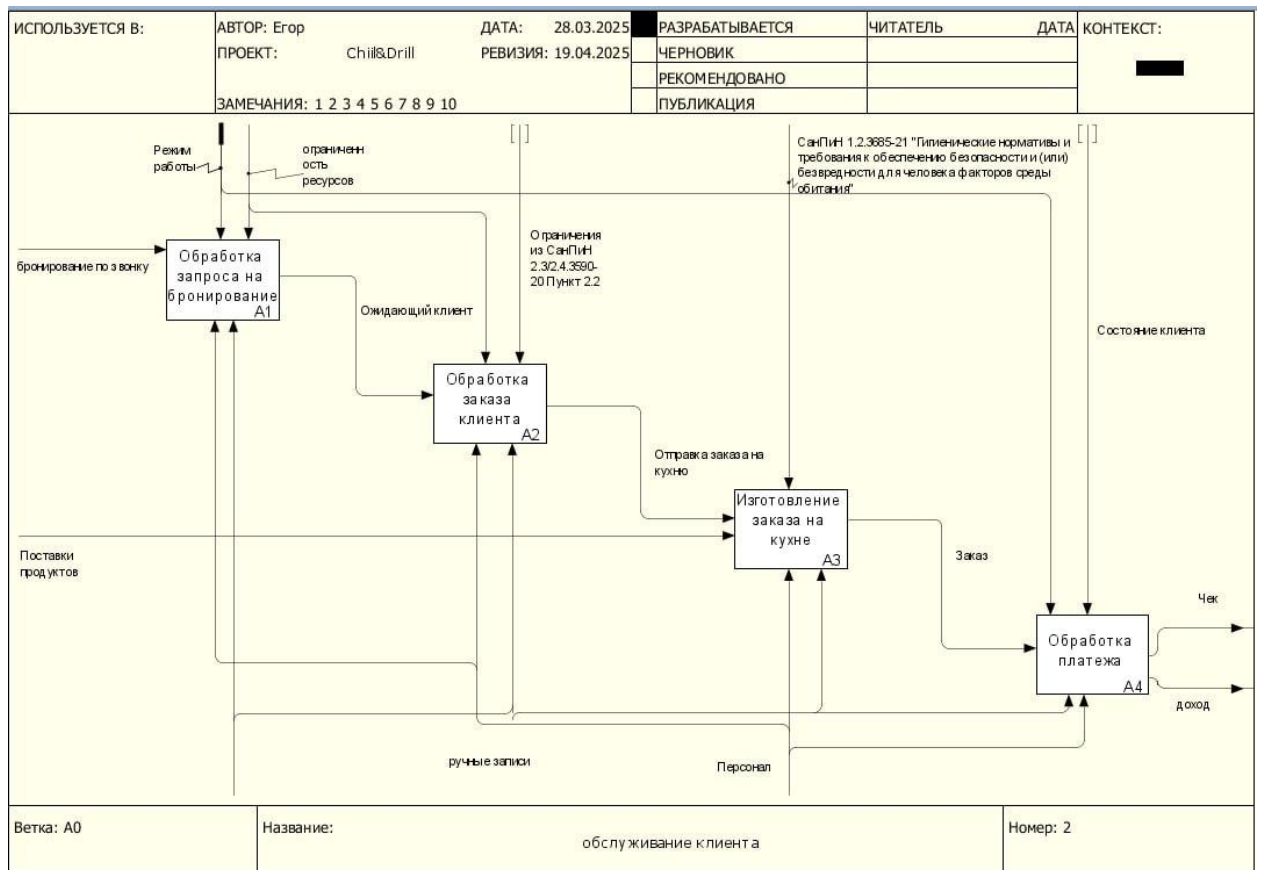 ИСПОЛЬЗУЕТСЯ В:
АВТОР: Егор
ДАТА: 28.03.2025
ПРОЕКТ: Chiil&Drill
РЕВИЗИЯ: 19.04.2025
ЗАМЕЧАНИЯ: 1 2 3 4 5 6 7 8 9 10
РАЗРАБАТЫВАЕТСЯ
ЧЕРНОВИК
РЕКОМЕНДОВАНО
ПУБЛИКАЦИЯ
ЧИТАТЕЛЬ
ДАТА
КОНТЕКСТ:
Режим
работы
ограниченн
ость
ресурсов
СанПиН 1.2.3685-21 "Гигиенические нормативы и
требования к обеспечению безопасности и (или)
безвредности для человека факторов среды
обитания"
бронирование по звонку
Обработка
запроса на
бронирование
A1
Ограничения
из СанПиН
2.3/2.4.3590-
20 Пункт 2.2
Ожидающий клиент
Состояние клиента
Обработка
заказа
клиента
A2
Отправка заказа на
кухню
Изготовление
заказа на
кухне
A3
Поставки
продуктов
Заказ
Чек
Обработка
платежа
A4
доход
ручные записи
Персонал
Ветка: A0
Название:
обслуживание клиента
Номер: 2